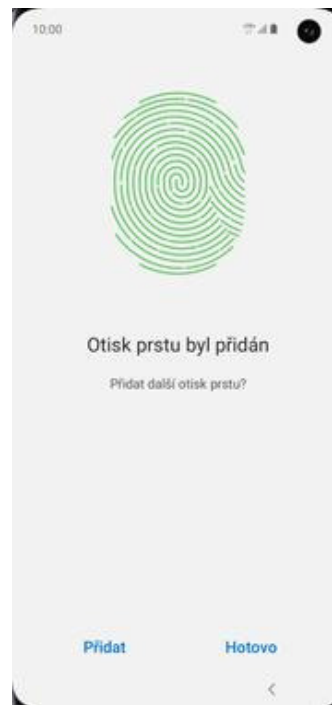 10:00
Otisk prstu byl přidán
Přidat další otisk prstu?
Přidat
Hotovo